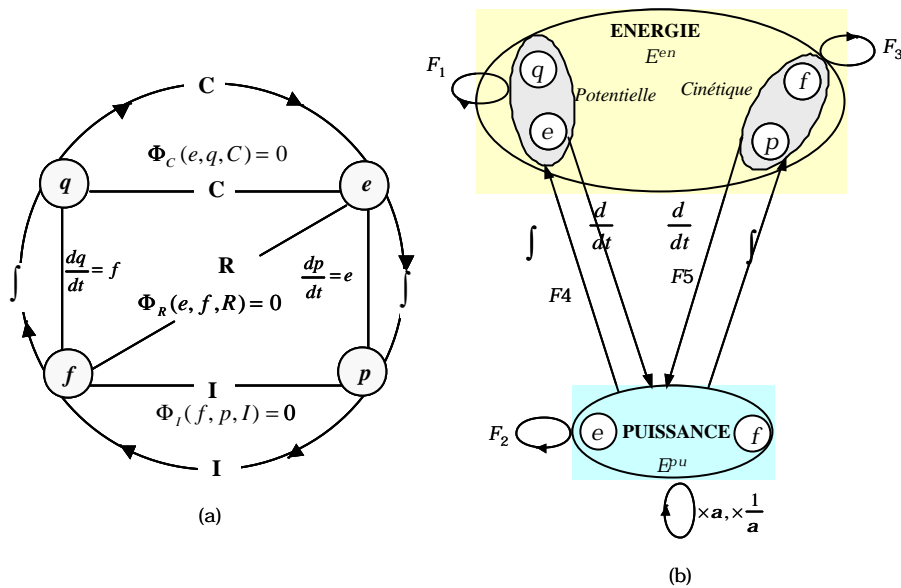 C
Φ_C (e, q, C) = 0
q
C
e
∫
dq/dt = f
R
dp/dt = e
∫
Φ_R (e, f, R) = 0
f
I
p
Φ_I (f, p, I) = 0
I
(a)
ENERGIE
E^en
F_1
F_3
q
f
Potentielle
Cinétique
e
p
∫
d/dt
d/dt
∫
F4
F5
F_2
e
PUISSANCE
f
E^pu
×a, ×1/a
(b)